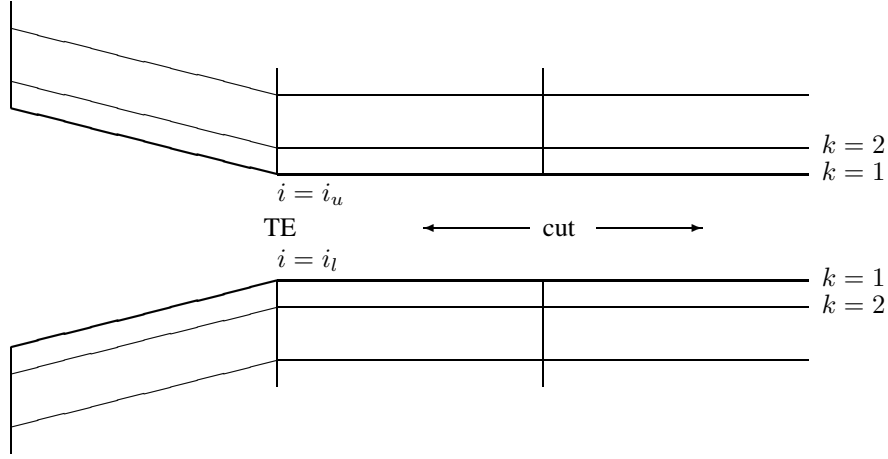 k = 2
k = 1
i = i_u
TE
cut
i = i_l
k = 1
k = 2